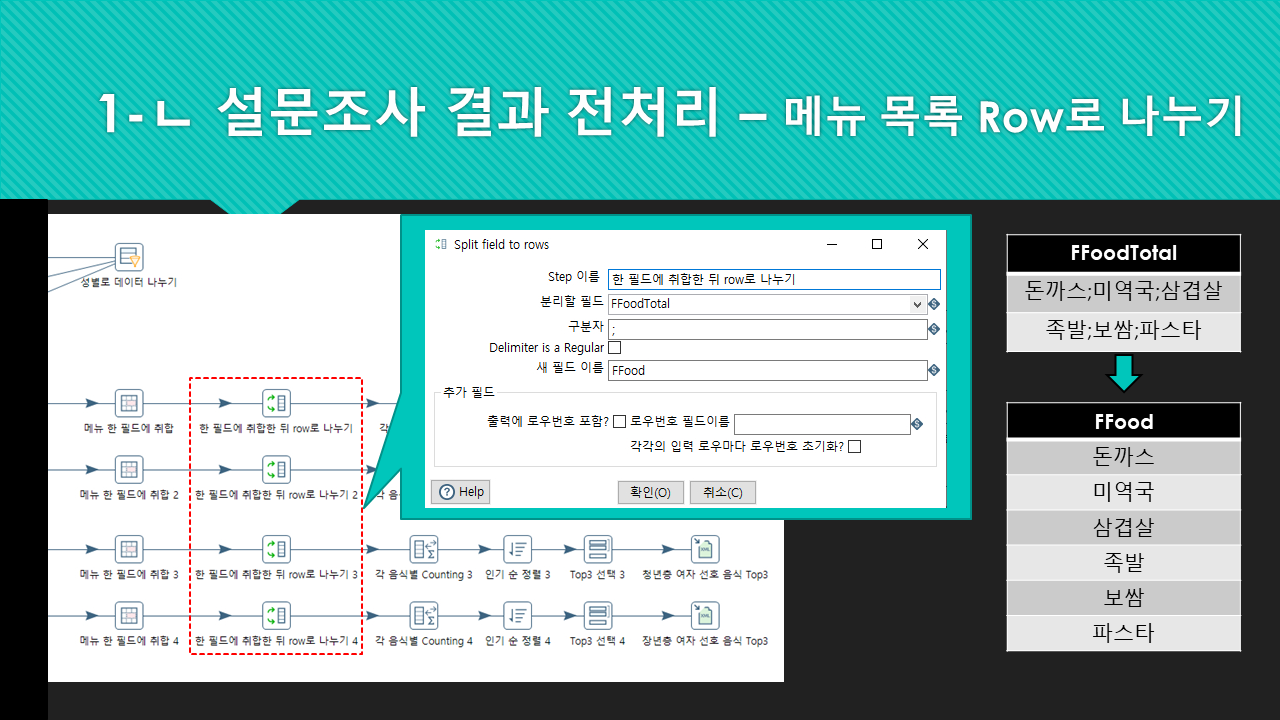 1-ㄴ 설문조사 결과 전처리 – 메뉴 목록 Row로 나누기
성별로 데이터 나누기
메뉴 한 필드에 취합
한 필드에 취합한 뒤 row로 나누기
각
메뉴 한 필드에 취합 2
한 필드에 취합한 뒤 row로 나누기 2
각 음식
메뉴 한 필드에 취합 3
한 필드에 취합한 뒤 row로 나누기 3
각 음식별 Counting 3
인기 순 정렬 3
Top3 선택 3
청년층 여자 선호 음식 Top3
메뉴 한 필드에 취합 4
한 필드에 취합한 뒤 row로 나누기 4
각 음식별 Counting 4
인기 순 정렬 4
Top3 선택 4
장년층 여자 선호 음식 Top3
Split field to rows
Step 이름 한 필드에 취합한 뒤 row로 나누기
분리할 필드 FFoodTotal
구분자 ;
Delimiter is a Regular
새 필드 이름 FFood
추가 필드
출력에 로우번호 포함? 로우번호 필드이름
각각의 입력 로우마다 로우번호 초기화?
Help 확인(O) 취소(C)
FFoodTotal
돈까스;미역국;삼겹살
족발;보쌈;파스타
FFood
돈까스
미역국
삼겹살
족발
보쌈
파스타